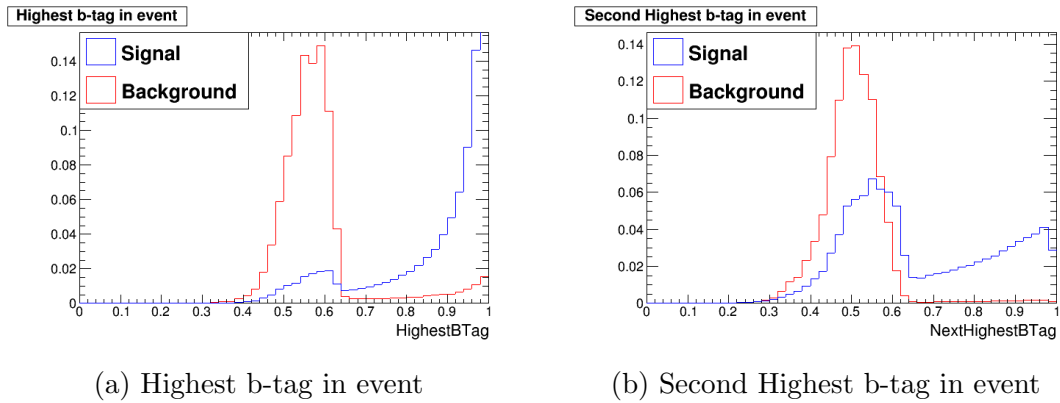 Highest b-tag in event
Signal
Background
0.14
0.12
0.1
0.08
0.06
0.04
0.02
0
0 0.1 0.2 0.3 0.4 0.5 0.6 0.7 0.8 0.9 1
HighestBTag
(a) Highest b-tag in event
Second Highest b-tag in event
Signal
Background
0.14
0.12
0.1
0.08
0.06
0.04
0.02
0
0 0.1 0.2 0.3 0.4 0.5 0.6 0.7 0.8 0.9 1
NextHighestBTag
(b) Second Highest b-tag in event